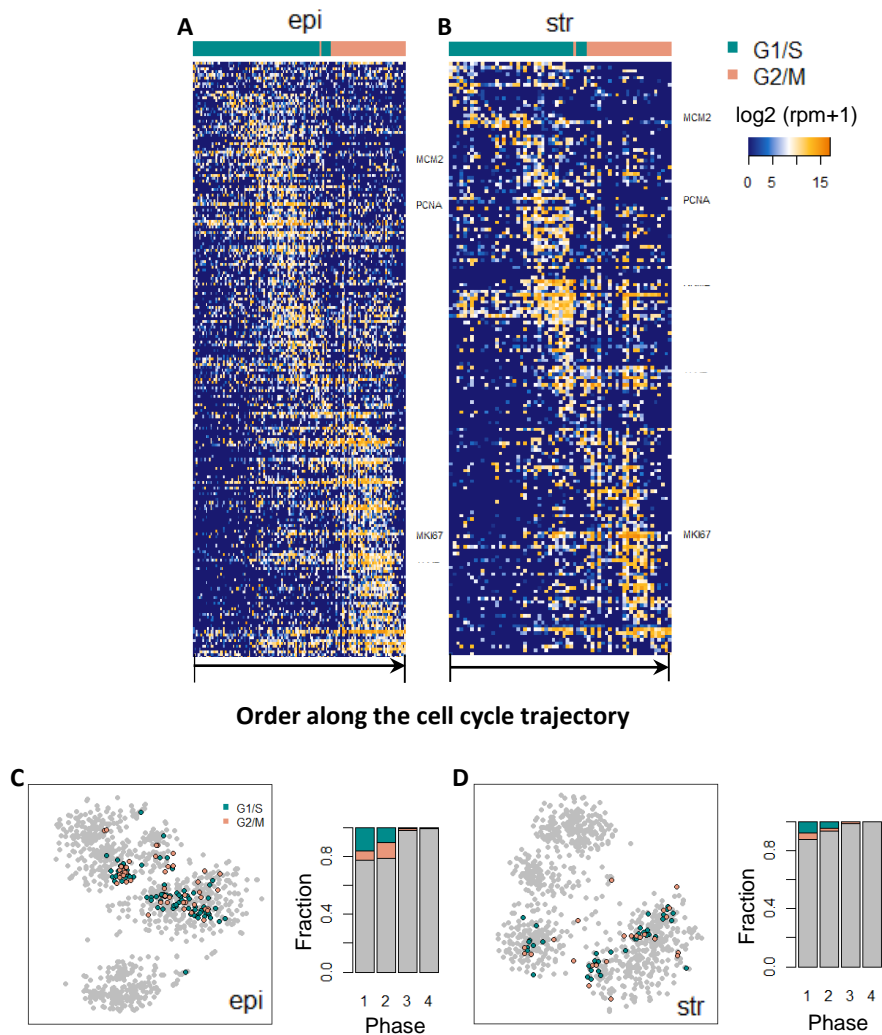 A
epi
B
str
G1/S
G2/M
log2 (rpm+1)
0 5 15
MCM2
PCNA
MKI67
MCM2
PCNA
MKI67
Order along the cell cycle trajectory
C
G1/S
G2/M
epi
Fraction
0.0 0.4 0.8
1 2 3 4
Phase
D
str
Fraction
0.0 0.4 0.8
1 2 3 4
Phase